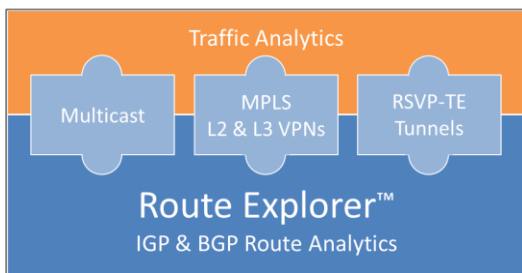 Traffic Analytics
Multicast
MPLS
L2 & L3 VPNs
RSVP-TE
Tunnels
Route Explorer™
IGP & BGP Route Analytics